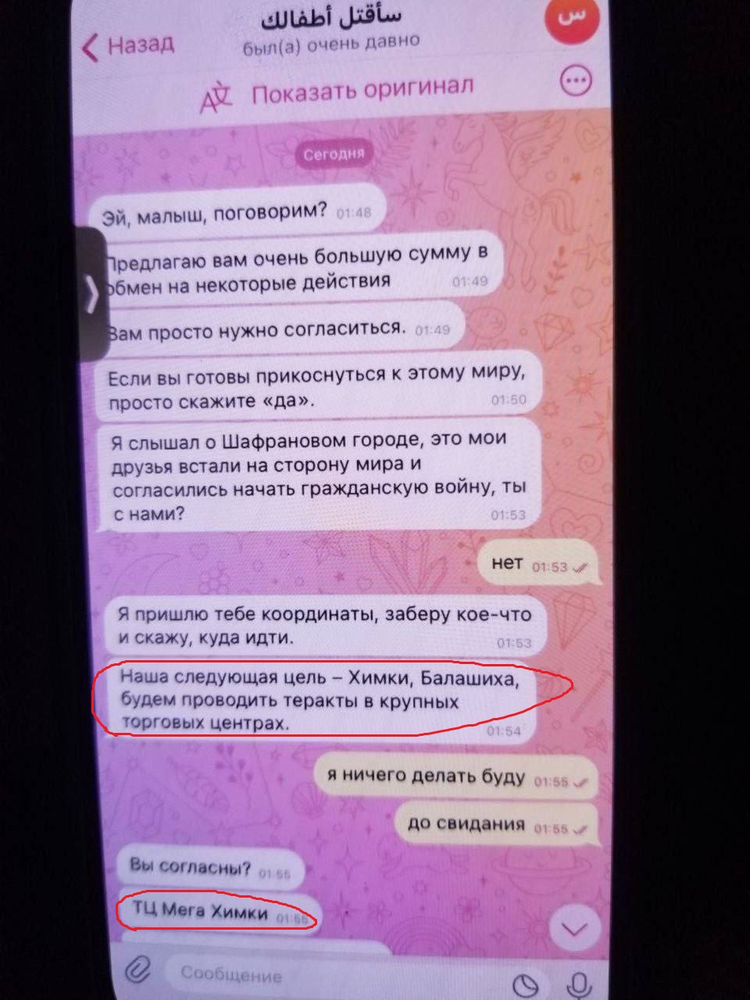 سأقتل أطفالك
س
Назад
был(а) очень давно
Показать оригинал
Сегодня
Эй, малыш, поговорим? 01:48
Предлагаю вам очень большую сумму в
обмен на некоторые действия 01:49
Вам просто нужно согласиться. 01:49
Если вы готовы прикоснуться к этому миру,
просто скажите «да». 01:50
Я слышал о Шафрановом городе, это мои
друзья встали на сторону мира и
согласились начать гражданскую войну, ты
с нами? 01:53
нет 01:53
Я пришлю тебе координаты, заберу кое-что
и скажу, куда идти. 01:53
Наша следующая цель – Химки, Балашиха,
будем проводить теракты в крупных
торговых центрах. 01:54
я ничего делать буду 01:55
до свидания 01:55
Вы согласны? 01:55
ТЦ Мега Химки 01:55
Сообщение